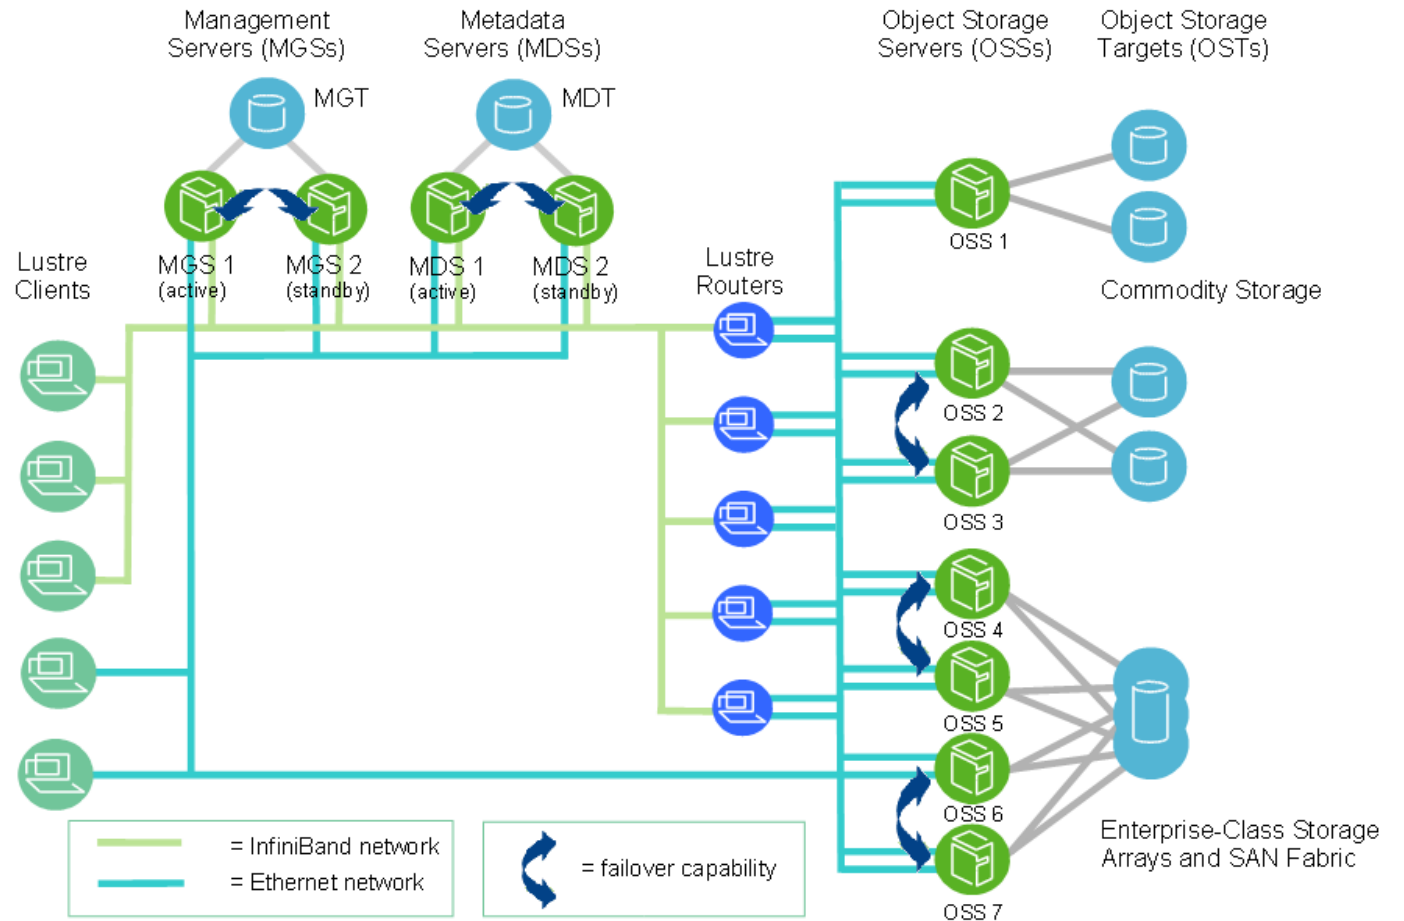 Management
Servers (MGSs)
Metadata
Servers (MDSs)
Object Storage
Servers (OSSs)
Object Storage
Targets (OSTs)
MGT
MDT
OSS 1
Lustre
Clients
MGS 1
(active)
MGS 2
(standby)
MDS 1
(active)
MDS 2
(standby)
Lustre
Routers
Commodity Storage
OSS 2
OSS 3
OSS 4
OSS 5
OSS 6
OSS 7
Enterprise-Class Storage
Arrays and SAN Fabric
= InfiniBand network
= Ethernet network
= failover capability